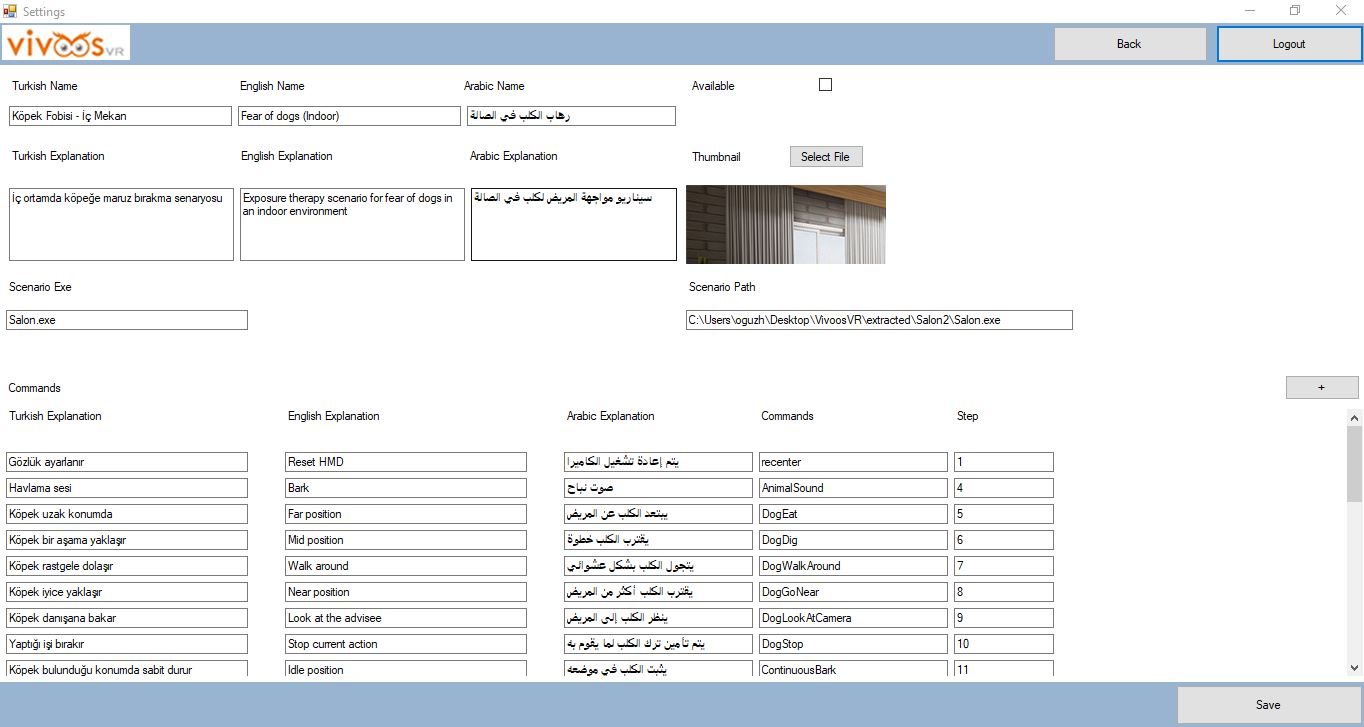 Settings
vivoosVR
Back
Logout
Turkish Name
English Name
Arabic Name
Available
Köpek Fobisi - İç Mekan
Fear of dogs (Indoor)
رهاب الكلب في الصالة
Turkish Explanation
English Explanation
Arabic Explanation
Thumbnail
Select File
İç ortamda köpeğe maruz bırakma senaryosu
Exposure therapy scenario for fear of dogs in
an indoor environment
سيناريو مواجهة المريض لكلب في الصالة
Scenario Exe
Scenario Path
Salon.exe
C:\Users\oguzh\Desktop\VivoosVR\extracted\Salon2\Salon.exe
Commands
+
Turkish Explanation
English Explanation
Arabic Explanation
Commands
Step
Gözlük ayarlanır
Reset HMD
يتم إعادة تشغيل الكاميرا
recenter
1
Havlama sesi
Bark
صوت نباح
AnimalSound
4
Köpek uzak konumda
Far position
يبتعد الكلب عن المريض
DogEat
5
Köpek bir aşama yaklaşır
Mid position
يقترب الكلب خطوة
DogDig
6
Köpek rastgele dolaşır
Walk around
يتجول الكلب بشكل عشوائي
DogWalkAround
7
Köpek iyice yaklaşır
Near position
يقترب الكلب أكثر من المريض
DogGoNear
8
Köpek danışana bakar
Look at the advisee
ينظر الكلب إلى المريض
DogLookAtCamera
9
Yaptığı işi bırakır
Stop current action
يتم تأمين ترك الكلب لما يقوم به
DogStop
10
Köpek bulunduğu konumda sabit durur
Idle position
يثبت الكلب في موضعه
ContinuousBark
11
Save